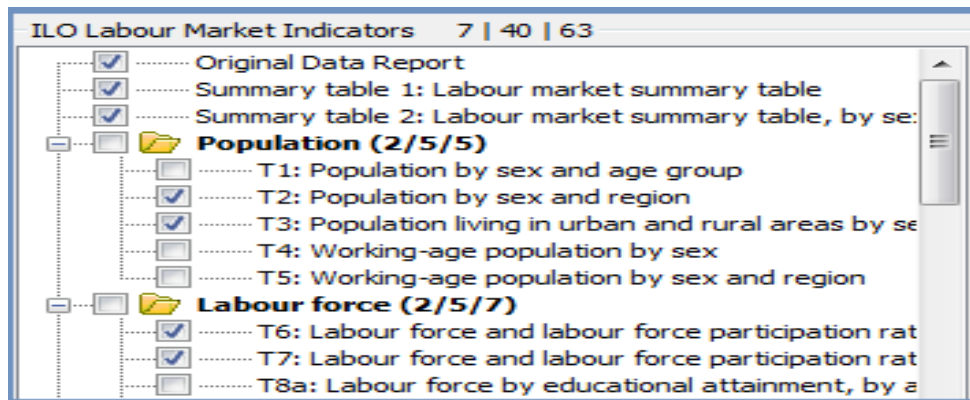 ILO Labour Market Indicators 7 | 40 | 63
Original Data Report
Summary table 1: Labour market summary table
Summary table 2: Labour market summary table, by se
Population (2/5/5)
T1: Population by sex and age group
T2: Population by sex and region
T3: Population living in urban and rural areas by se
T4: Working-age population by sex
T5: Working-age population by sex and region
Labour force (2/5/7)
T6: Labour force and labour force participation rat
T7: Labour force and labour force participation rat
T8a: Labour force by educational attainment, by a